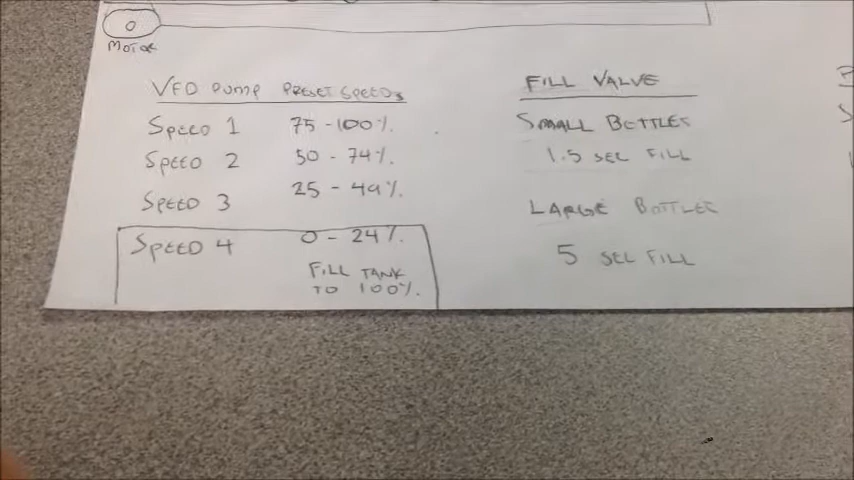 O
MOTOR
VFD PUMP PRESET SPEEDS
SPEED 1 75-100%.
SPEED 2 50-74%.
SPEED 3 25-49%.
SPEED 4 0-24%.
FILL TANK
TO 100%.
FILL VALVE
SMALL BOTTLES
1.5 SEC FILL
LARGE BOTTLES
5 SEC FILL